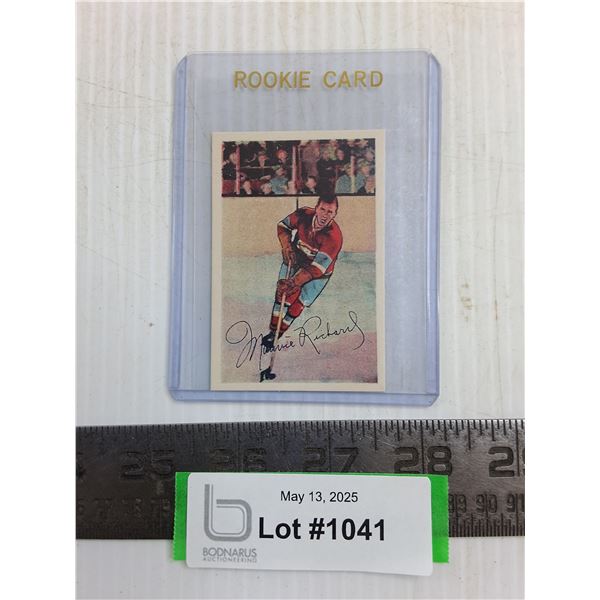 ROOKIE CARD
Maurice Richard
25 26 27 28 29
May 13, 2025
Lot #1041
BODNARUS
AUCTIONEERING